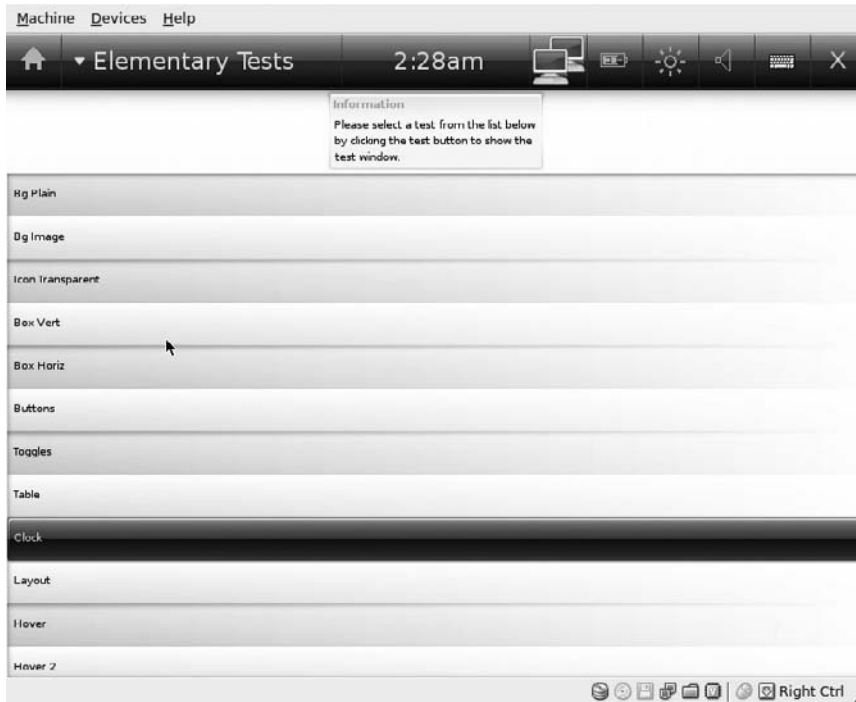 Machine Devices Help
Elementary Tests 2:28am X
Information
Please select a test from the list below
by clicking the test button to show the
test window.
Bg Plain
Bg Image
Icon Transparent
Box Vert
Box Horiz
Buttons
Toggles
Table
Clock
Layout
Hover
Hover 2
Right Ctrl